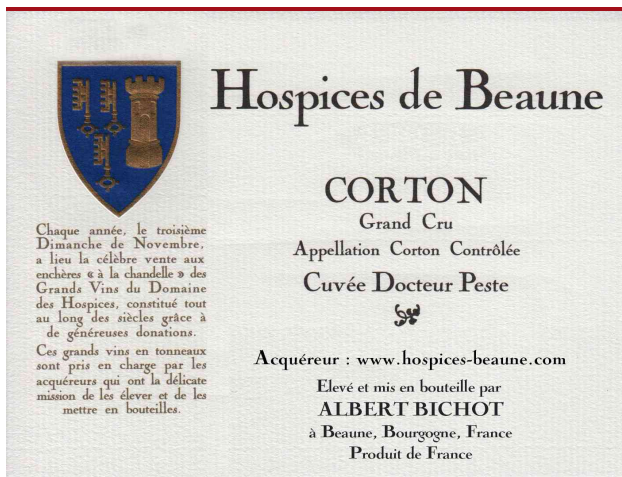 Hospices de Beaune
CORTON
Grand Cru
Appellation Corton Contrôlée
Cuvée Docteur Peste
Chaque année, le troisième
Dimanche de Novembre,
a lieu la célèbre vente aux
enchères « à la chandelle » des
Grands Vins du Domaine
des Hospices, constitué tout
au long des siècles grâce à
de généreuses donations.
Ces grands vins en tonneaux
sont pris en charge par les
acquéreurs qui ont la délicate
mission de les élever et de les
mettre en bouteilles.
Acquéreur : www.hospices-beaune.com
Elevé et mis en bouteille par
ALBERT BICHOT
à Beaune, Bourgogne, France
Produit de France